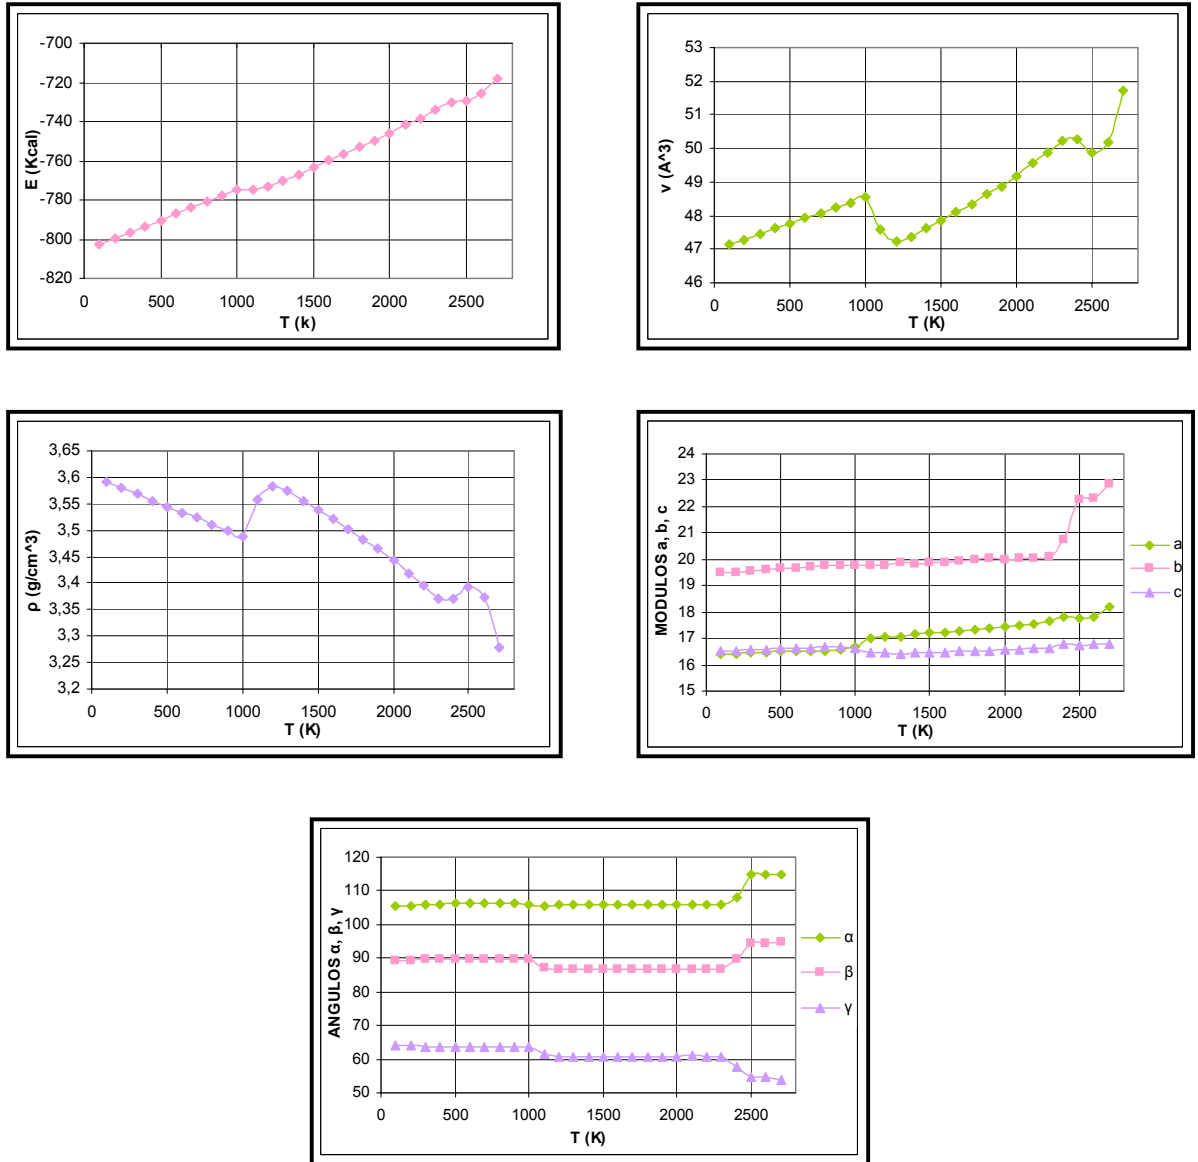 -700
-720
-740
-760
-780
-800
-820
E (Kcal)
0 500 1000 1500 2000 2500
T (k)
53
52
51
50
49
48
47
46
v (A^3)
0 500 1000 1500 2000 2500
T (K)
3,65
3,6
3,55
3,5
3,45
3,4
3,35
3,3
3,25
3,2
ρ (g/cm^3)
0 500 1000 1500 2000 2500
T (K)
24
23
22
21
20
19
18
17
16
15
MODULOS a, b, c
0 500 1000 1500 2000 2500
T (K)
a
b
c
120
110
100
90
80
70
60
50
ANGULOS α, β, γ
0 500 1000 1500 2000 2500
T (K)
α
β
γ